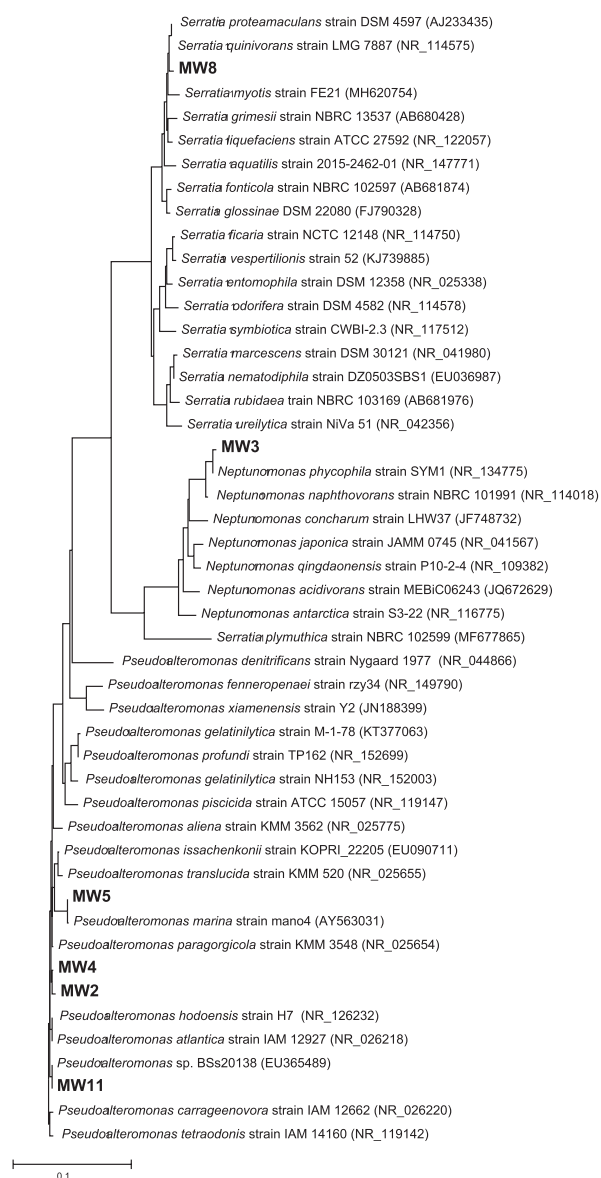 Serratia proteamaculans strain DSM 4597 (AJ233435)
Serratia quinivorans strain LMG 7887 (NR_114575)
MW8
Serratia myotis strain FE21 (MH620754)
Serratia grimesii strain NBRC 13537 (AB680428)
Serratia liquefaciens strain ATCC 27592 (NR_122057)
Serratia aquatilis strain 2015-2462-01 (NR_147771)
Serratia fonticola strain NBRC 102597 (AB681874)
Serratia glossinae DSM 22080 (FJ790328)
Serratia ficaria strain NCTC 12148 (NR_114750)
Serratia vespertilionis strain 52 (KJ739885)
Serratia entomophila strain DSM 12358 (NR_025338)
Serratia odorifera strain DSM 4582 (NR_114578)
Serratia symbiotica strain CWBI-2.3 (NR_117512)
Serratia marcescens strain DSM 30121 (NR_041980)
Serratia nematodiphila strain DZ0503SBS1 (EU036987)
Serratia rubidaea train NBRC 103169 (AB681976)
Serratia ureilytica strain NiVa 51 (NR_042356)
MW3
Neptunomonas phycophila strain SYM1 (NR_134775)
Neptunomonas naphthovorans strain NBRC 101991 (NR_114018)
Neptunomonas concharum strain LHW37 (JF748732)
Neptunomonas japonica strain JAMM 0745 (NR_041567)
Neptunomonas qingdaonensis strain P10-2-4 (NR_109382)
Neptunomonas acidivorans strain MEBiC06243 (JQ672629)
Neptunomonas antarctica strain S3-22 (NR_116775)
Serratia plymuthica strain NBRC 102599 (MF677865)
Pseudoalteromonas denitrificans strain Nygaard 1977 (NR_044866)
Pseudoalteromonas fenneropenaei strain rzy34 (NR_149790)
Pseudoalteromonas xiamenensis strain Y2 (JN188399)
Pseudoalteromonas gelatinilytica strain M-1-78 (KT377063)
Pseudoalteromonas profundi strain TP162 (NR_152699)
Pseudoalteromonas gelatinilytica strain NH153 (NR_152003)
Pseudoalteromonas piscicida strain ATCC 15057 (NR_119147)
Pseudoalteromonas aliena strain KMM 3562 (NR_025775)
Pseudoalteromonas issachenkonii strain KOPRI_22205 (EU090711)
Pseudoalteromonas translucida strain KMM 520 (NR_025655)
MW5
Pseudoalteromonas marina strain mano4 (AY563031)
Pseudoalteromonas paragorgicola strain KMM 3548 (NR_025654)
MW4
MW2
Pseudoalteromonas hodoensis strain H7 (NR_126232)
Pseudoalteromonas atlantica strain IAM 12927 (NR_026218)
Pseudoalteromonas sp. BSs20138 (EU365489)
MW11
Pseudoalteromonas carrageenovora strain IAM 12662 (NR_026220)
Pseudoalteromonas tetraodonis strain IAM 14160 (NR_119142)
0.1